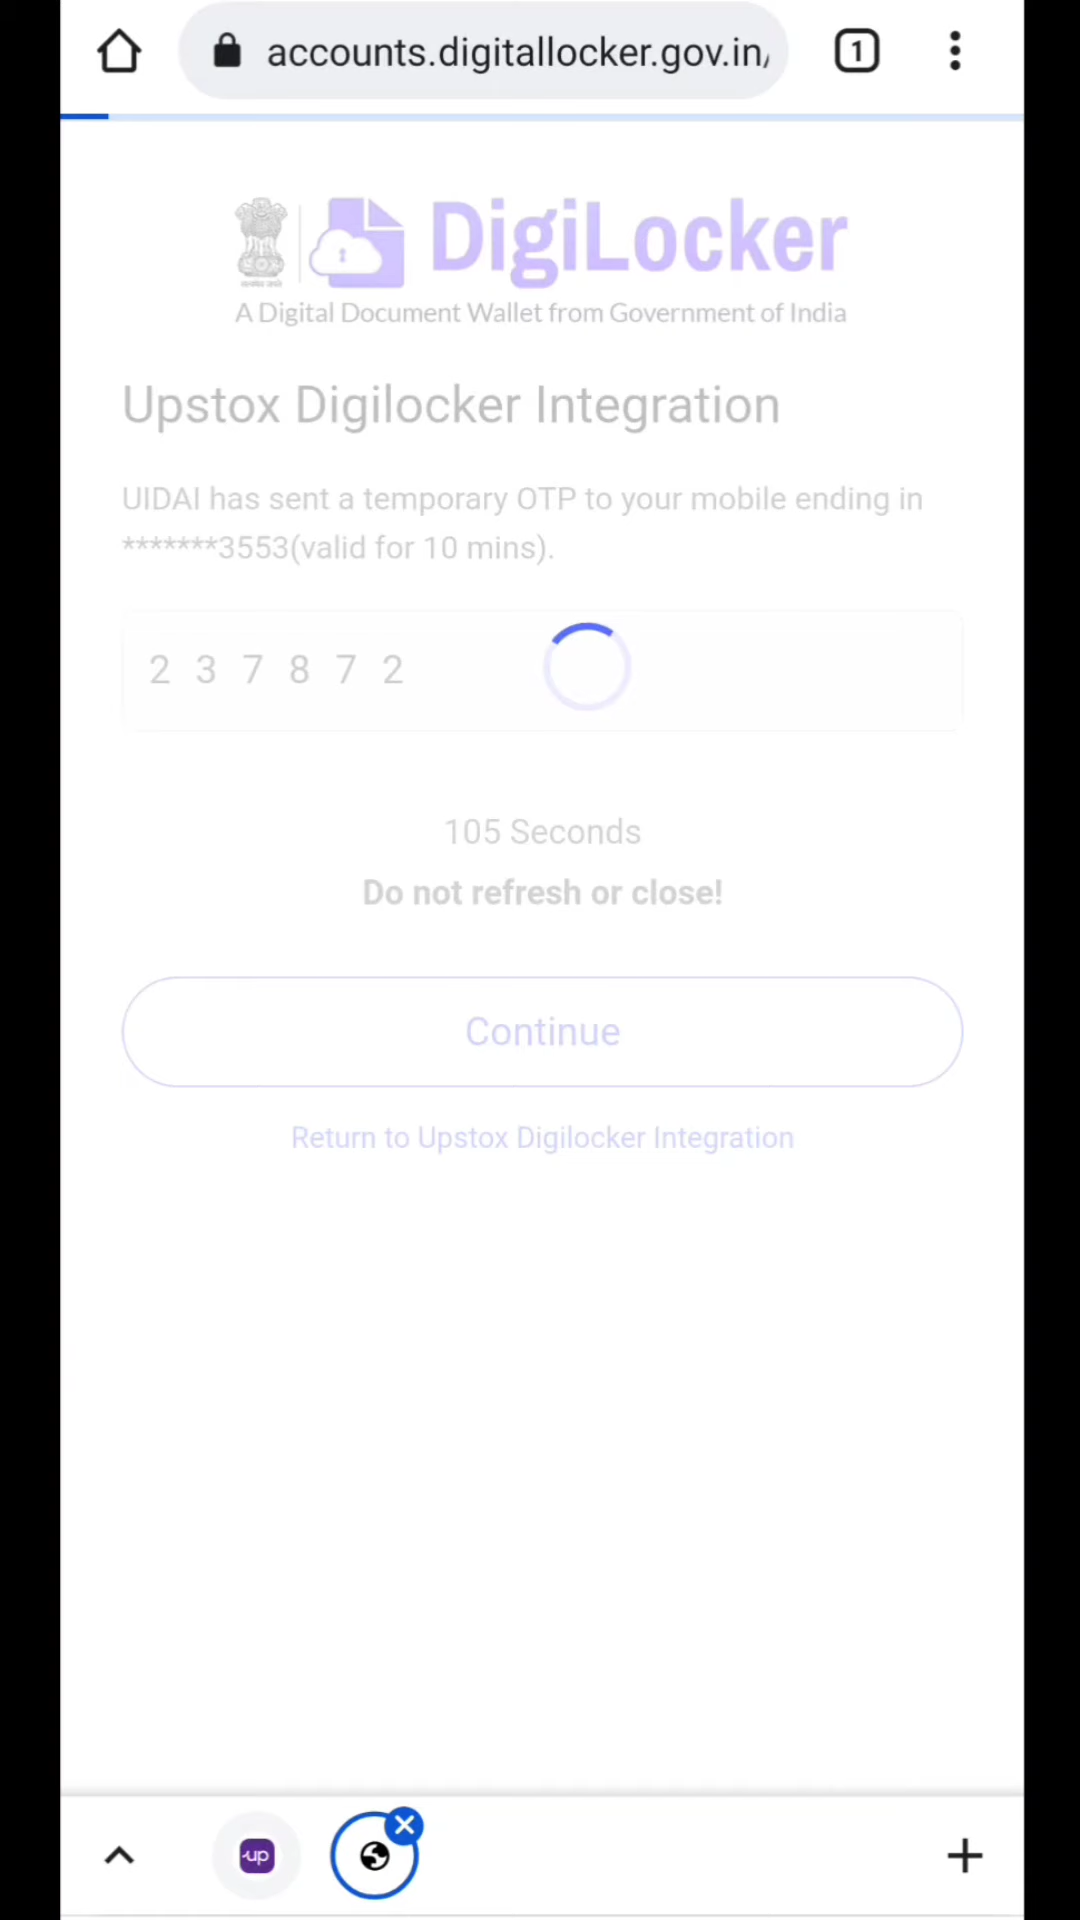 accounts.digitallocker.gov.in/
1
DigiLocker
A Digital Document Wallet from Government of India
Upstox Digilocker Integration
UIDAI has sent a temporary OTP to your mobile ending in
*******3553(valid for 10 mins).
2 3 7 8 7 2
105 Seconds
Do not refresh or close!
Continue
Return to Upstox Digilocker Integration
up